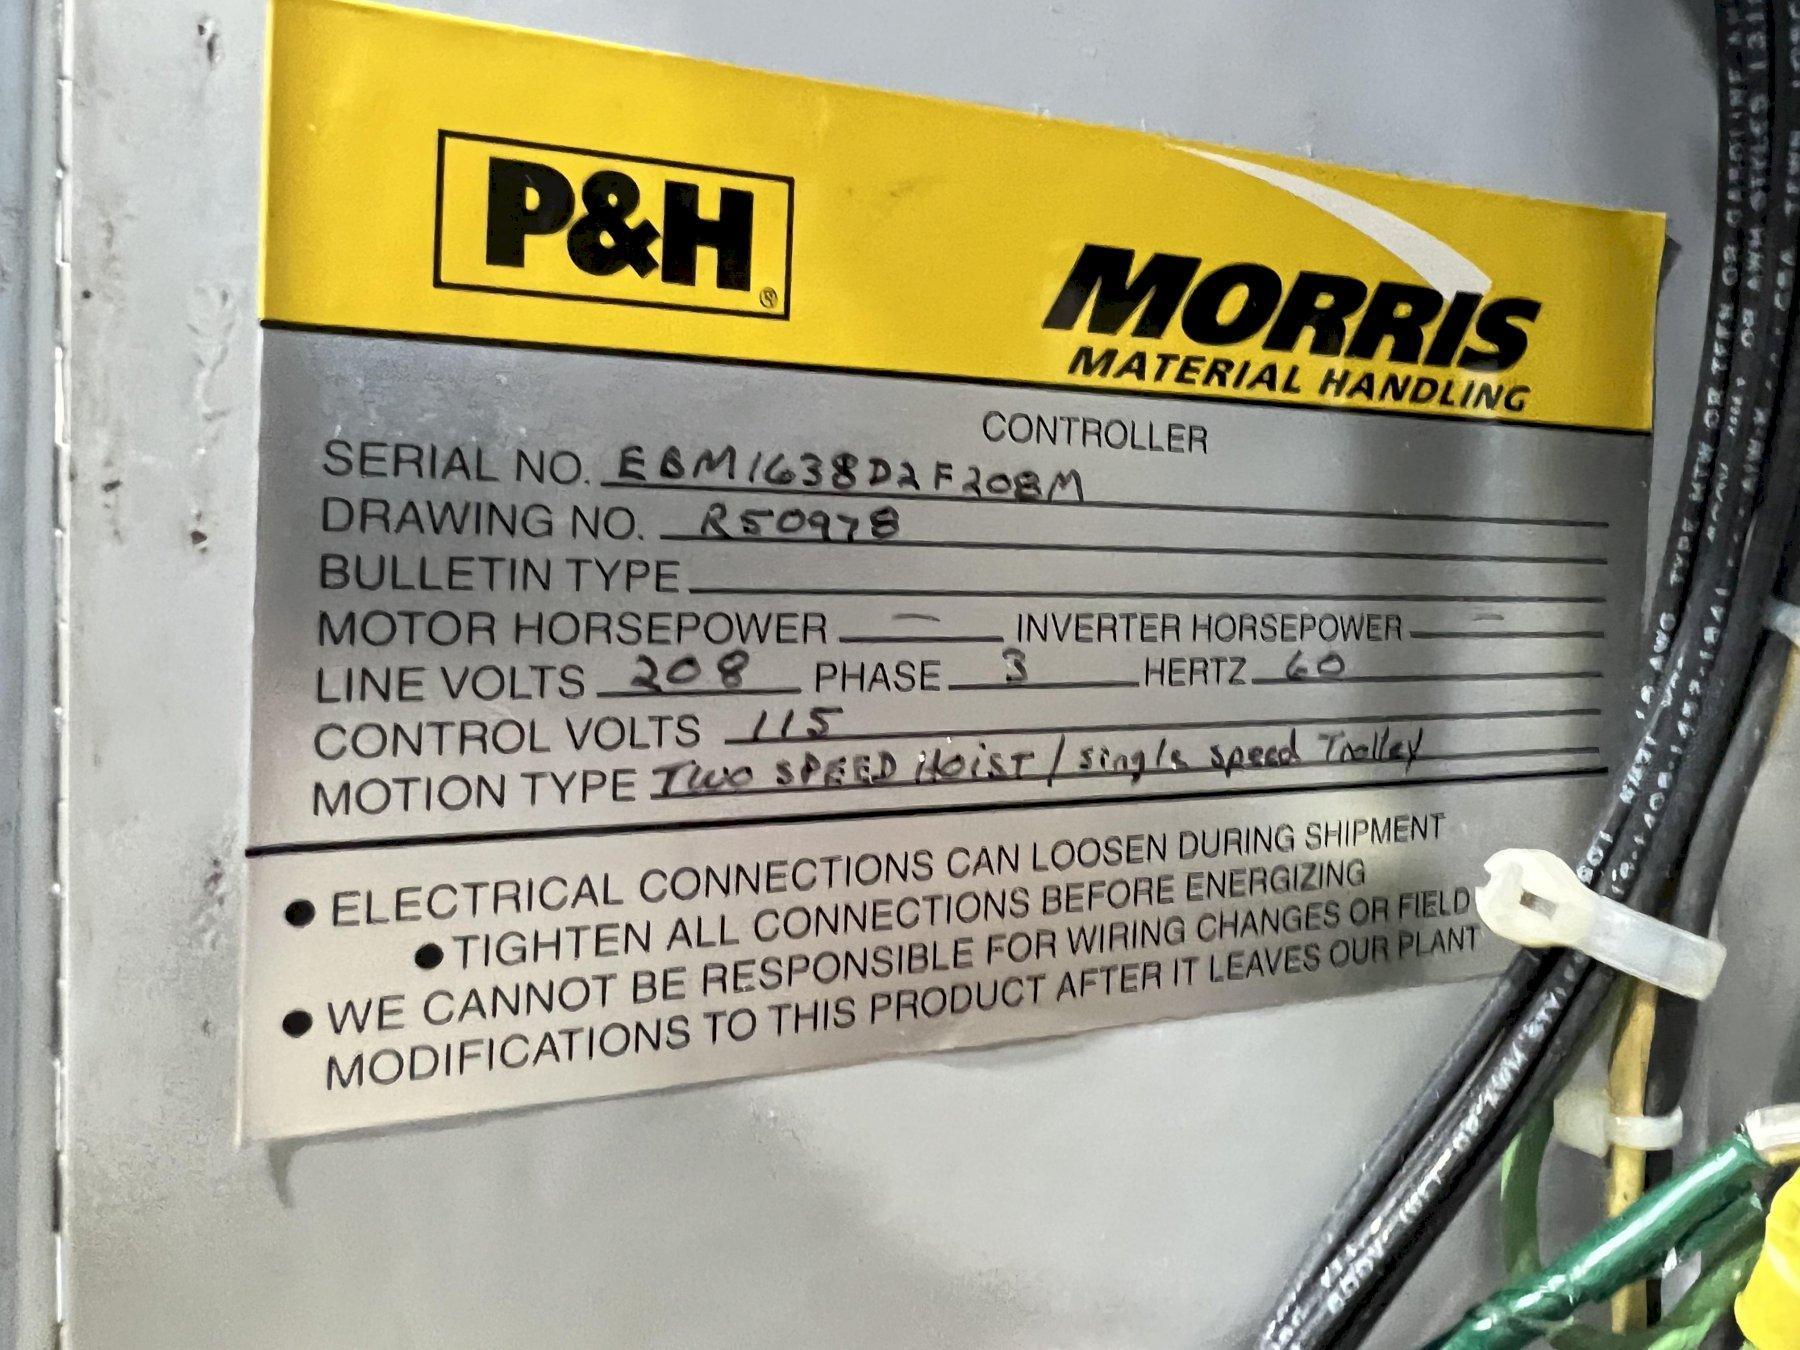 P&H®
MORRIS
MATERIAL HANDLING
CONTROLLER
SERIAL NO. EBM1638D2F208M
DRAWING NO. R50978
BULLETIN TYPE
MOTOR HORSEPOWER — INVERTER HORSEPOWER —
LINE VOLTS 208 PHASE 3 HERTZ 60
CONTROL VOLTS 115
MOTION TYPE Two SPEED HOIST / single speed Trolley
• ELECTRICAL CONNECTIONS CAN LOOSEN DURING SHIPMENT
• TIGHTEN ALL CONNECTIONS BEFORE ENERGIZING
• WE CANNOT BE RESPONSIBLE FOR WIRING CHANGES OR FIELD
MODIFICATIONS TO THIS PRODUCT AFTER IT LEAVES OUR PLANT